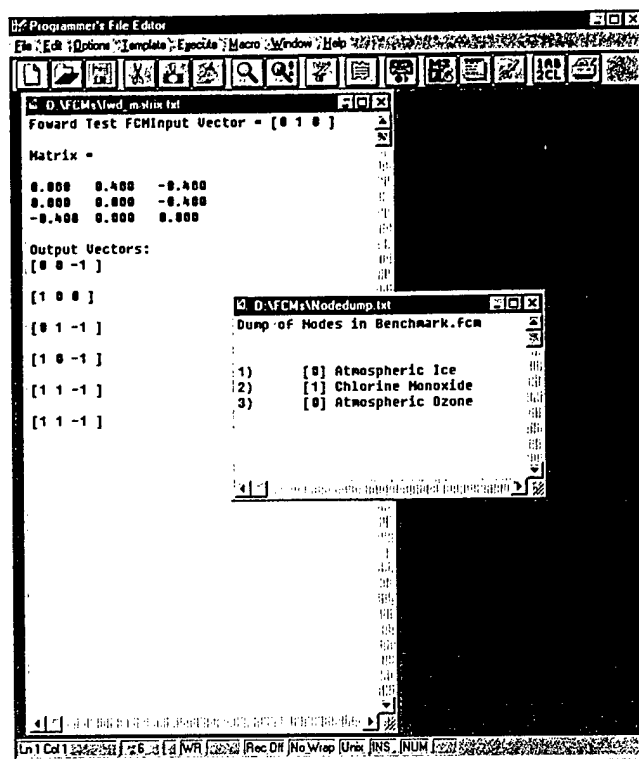 Programmer's File Editor
File Edit Options Template Execute Macro Window Help
D:\FCMs\fwd_matrix.txt
Foward Test FCMInput Vector = [0 1 0 ]
Matrix =
0.000 0.400 -0.400
0.000 0.000 -0.400
-0.400 0.000 0.000
Output Vectors:
[0 0 -1 ]
[1 0 0 ]
[0 1 -1 ]
[1 0 -1 ]
[1 1 -1 ]
[1 1 -1 ]
D:\FCMs\Nodedump.txt
Dump of Nodes in Benchmark.fcm
1) [0] Atmospheric Ice
2) [1] Chlorine Monoxide
3) [0] Atmospheric Ozone
Ln 1 Col 1 WR Rec Off No Wrap Unix INS NUM